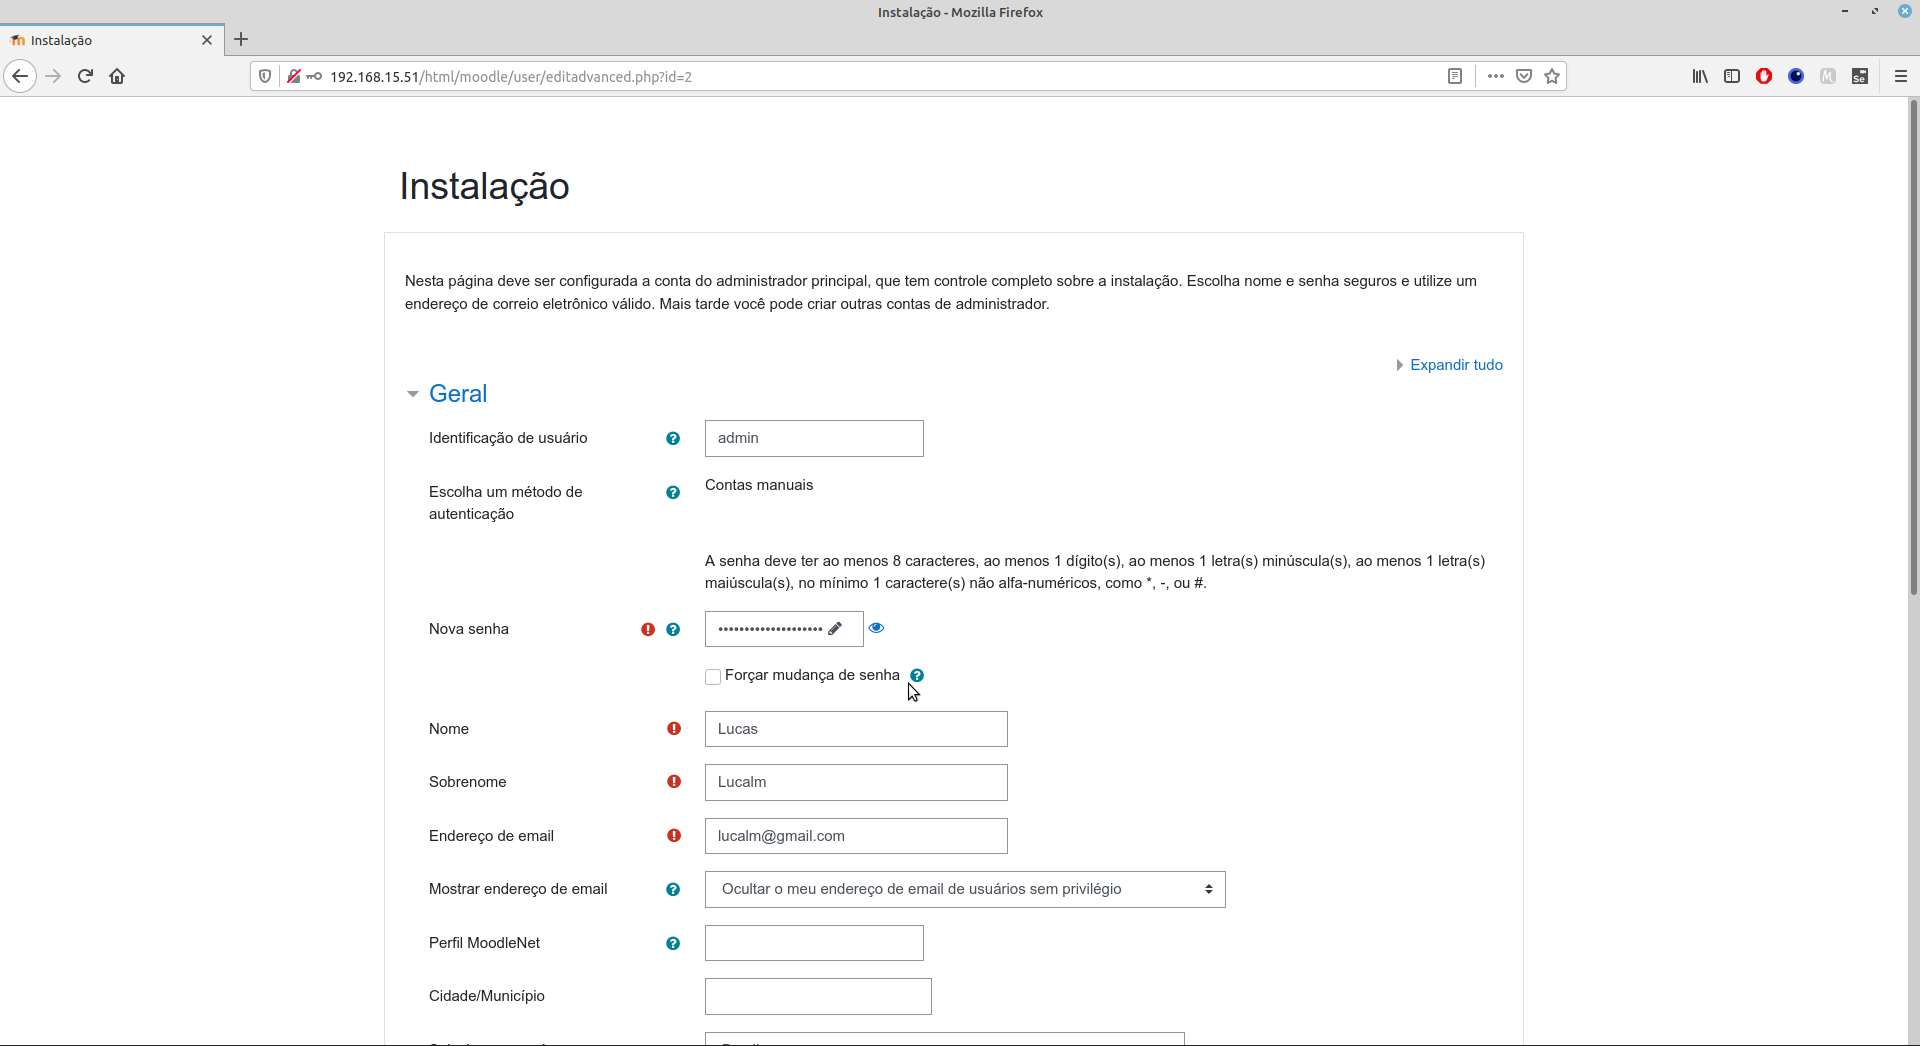 Instalação - Mozilla Firefox
Instalação
192.168.15.51/html/moodle/user/editadvanced.php?id=2
Instalação
Nesta página deve ser configurada a conta do administrador principal, que tem controle completo sobre a instalação. Escolha nome e senha seguros e utilize um
endereço de correio eletrônico válido. Mais tarde você pode criar outras contas de administrador.
Expandir tudo
Geral
Identificação de usuário
admin
Escolha um método de
autenticação
Contas manuais
A senha deve ter ao menos 8 caracteres, ao menos 1 dígito(s), ao menos 1 letra(s) minúscula(s), ao menos 1 letra(s)
maiúscula(s), no mínimo 1 caractere(s) não alfa-numéricos, como *, -, ou #.
Nova senha
••••••••••••••••••••
Forçar mudança de senha
Nome
Lucas
Sobrenome
Lucalm
Endereço de email
lucalm@gmail.com
Mostrar endereço de email
Ocultar o meu endereço de email de usuários sem privilégio
Perfil MoodleNet
Cidade/Município